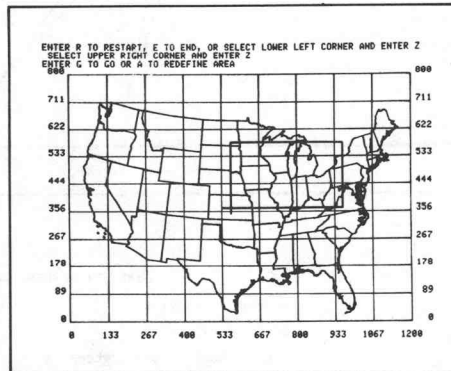 ENTER R TO RESTART, E TO END, OR SELECT LOWER LEFT CORNER AND ENTER Z
SELECT UPPER RIGHT CORNER AND ENTER Z
ENTER G TO GO OR A TO REDEFINE AREA
800 800
711 711
622 622
533 533
444 444
356 356
267 267
178 178
89 89
0 0
0 133 267 400 533 667 800 933 1067 1200